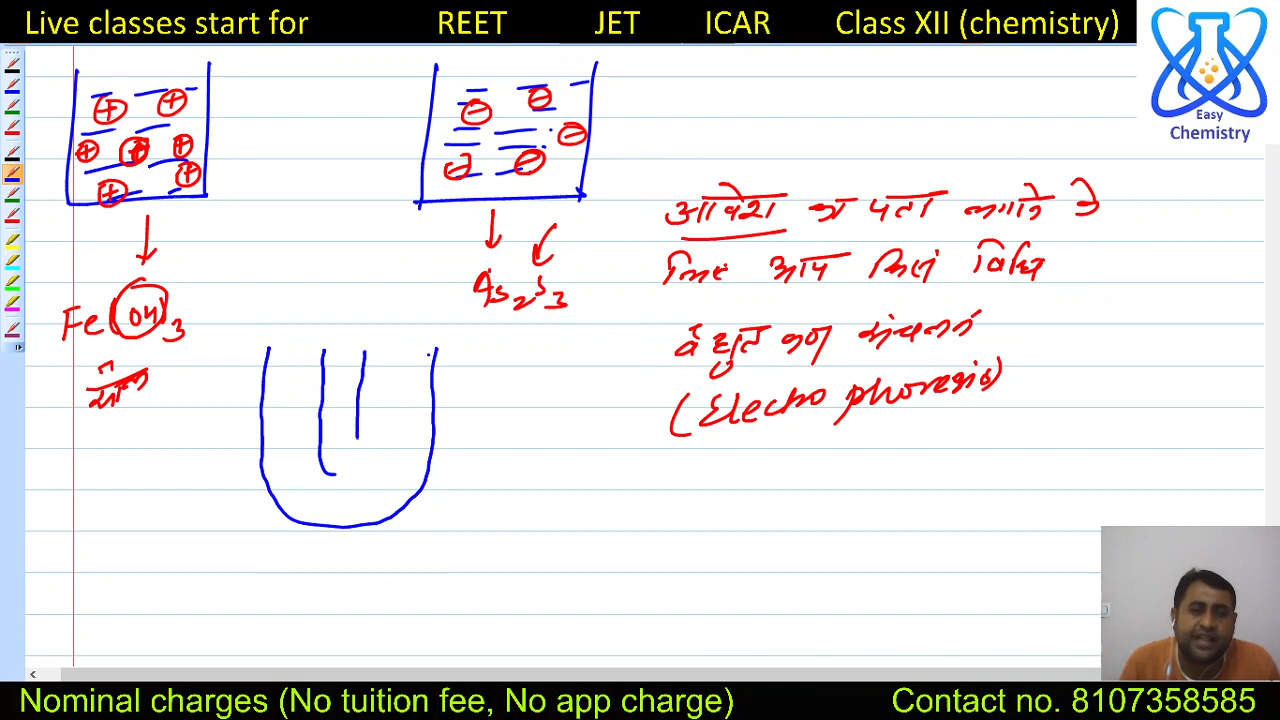 Live classes start for REET JET ICAR Class XII (chemistry)
Easy
Chemistry
आवेश का पता लगाने के
लिए आप किस विधि
As2S3
Fe(OH)3
वैद्युत कण संचलन
(Electrophoresis)
Nominal charges (No tuition fee, No app charge) Contact no. 8107358585